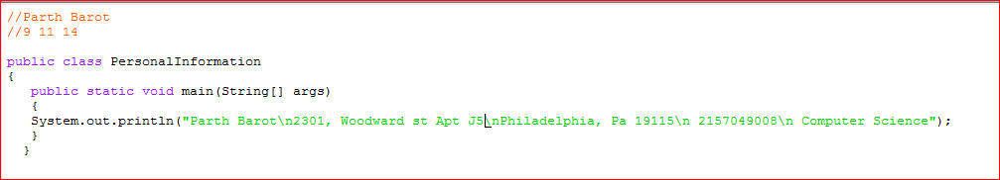 //Parth Barot
//9 11 14
public class PersonalInformation
{
public static void main(String[] args)
{
System.out.println("Parth Barot\n2301, Woodward st Apt J5\nPhiladelphia, Pa 19115\n 2157049008\n Computer Science");
}
}